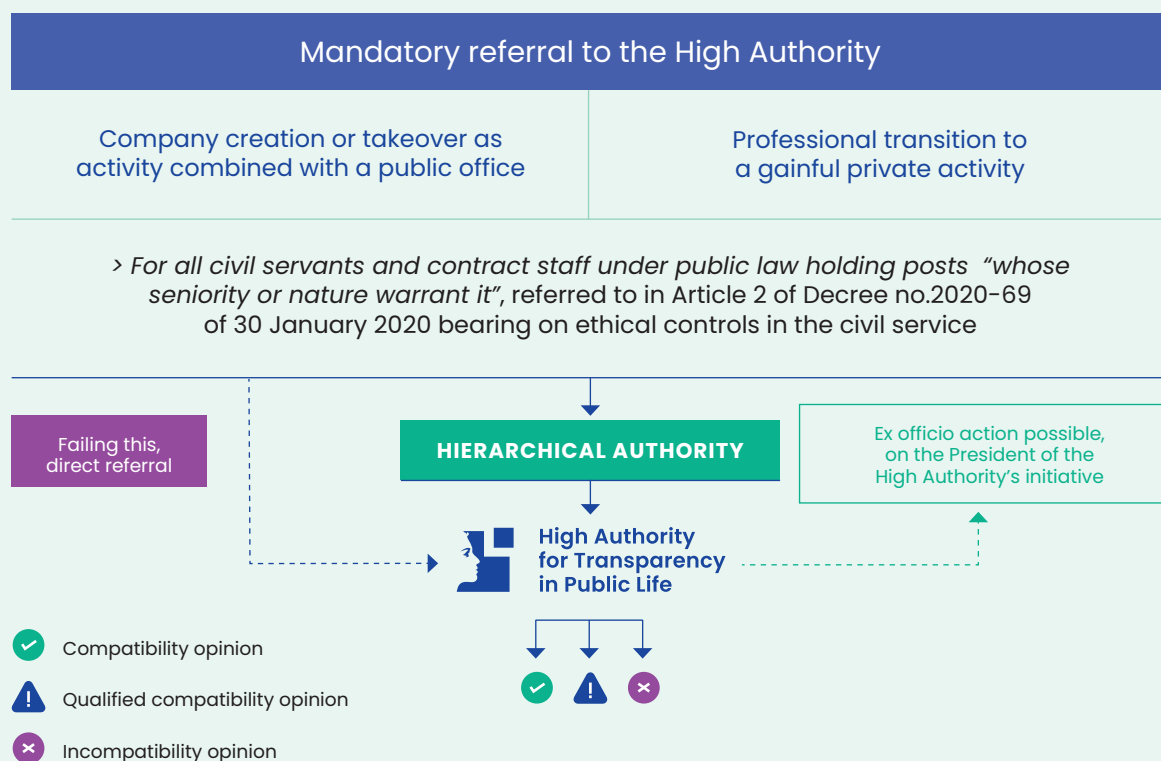 Mandatory referral to the High Authority
Company creation or takeover as
activity combined with a public office
Professional transition to
a gainful private activity
> For all civil servants and contract staff under public law holding posts “whose
seniority or nature warrant it”, referred to in Article 2 of Decree no.2020-69
of 30 January 2020 bearing on ethical controls in the civil service
Failing this,
direct referral
HIERARCHICAL AUTHORITY
Ex officio action possible,
on the President of the
High Authority’s initiative
High Authority
for Transparency
in Public Life
Compatibility opinion
Qualified compatibility opinion
Incompatibility opinion